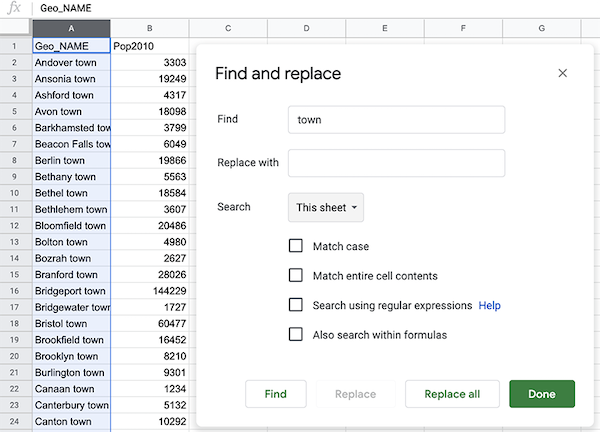 fx Geo_NAME
A B C D E F G
1 Geo_NAME Pop2010
2 Andover town 3303
3 Ansonia town 19249
4 Ashford town 4317
5 Avon town 18098
6 Barkhamsted tow 3799
7 Beacon Falls tow 6049
8 Berlin town 19866
9 Bethany town 5563
10 Bethel town 18584
11 Bethlehem town 3607
12 Bloomfield town 20486
13 Bolton town 4980
14 Bozrah town 2627
15 Branford town 28026
16 Bridgeport town 144229
17 Bridgewater town 1727
18 Bristol town 60477
19 Brookfield town 16452
20 Brooklyn town 8210
21 Burlington town 9301
22 Canaan town 1234
23 Canterbury town 5132
24 Canton town 10292
Find and replace
Find town
Replace with
Search This sheet
Match case
Match entire cell contents
Search using regular expressions Help
Also search within formulas
Find Replace Replace all Done